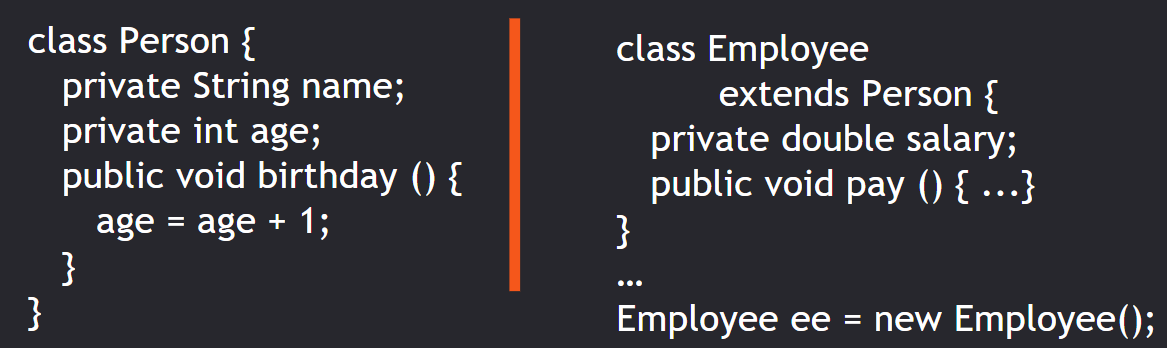 class Person {
private String name;
private int age;
public void birthday () {
age = age + 1;
}
}
class Employee
extends Person {
private double salary;
public void pay () { ...}
}
...
Employee ee = new Employee();